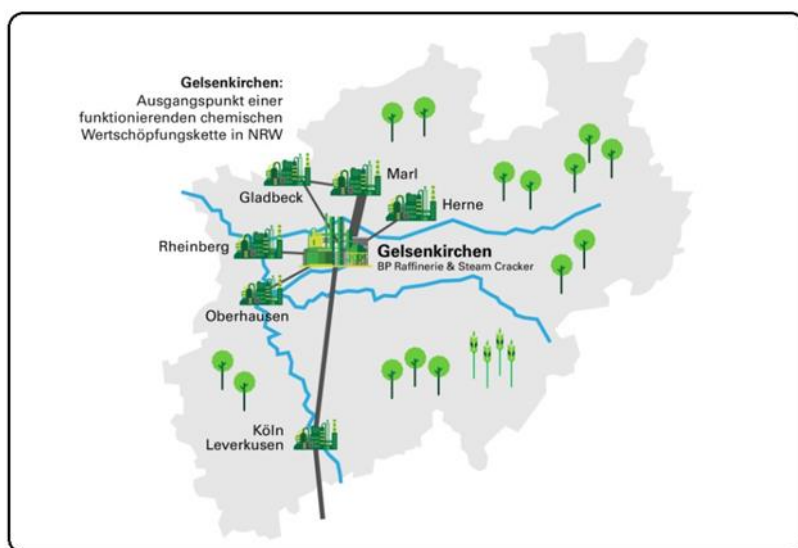 Gelsenkirchen:
Ausgangspunkt einer
funktionierenden chemischen
Wertschöpfungskette in NRW
Marl
Gladbeck
Herne
Rheinberg
Gelsenkirchen
BP Raffinerie & Steam Cracker
Oberhausen
Köln
Leverkusen